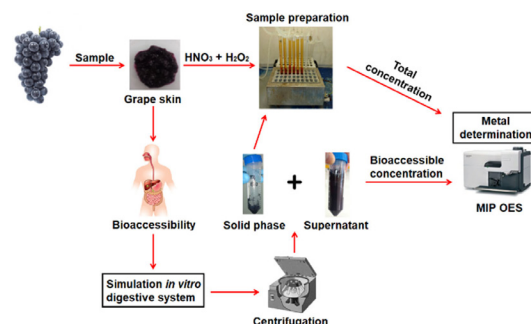 Sample preparation
Sample
HNO₃ + H₂O₂
Grape skin
Total
concentration
Metal
determination
Bioaccessible
concentration
MIP OES
Bioaccessibility
Solid phase
+
Supernatant
Simulation in vitro
digestive system
Centrifugation